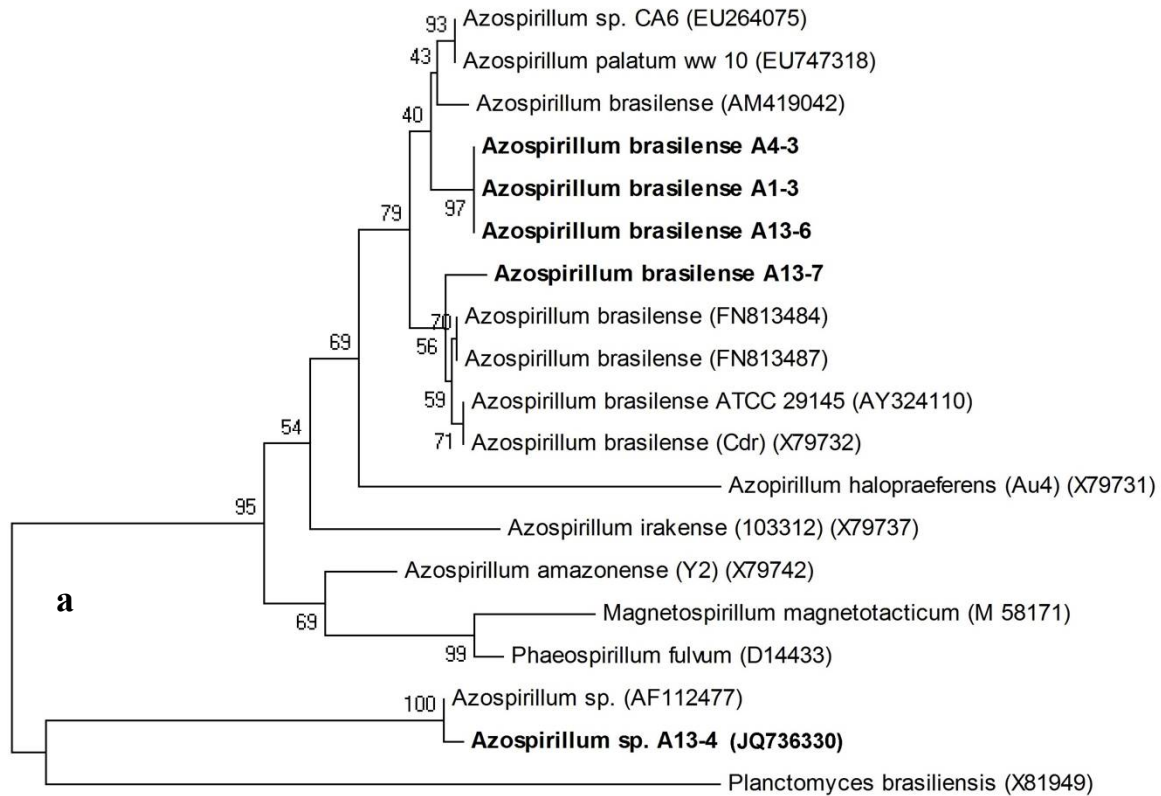 93
Azospirillum sp. CA6 (EU264075)
43
Azospirillum palatum ww 10 (EU747318)
Azospirillum brasilense (AM419042)
40
Azospirillum brasilense A4-3
Azospirillum brasilense A1-3
97
79
Azospirillum brasilense A13-6
Azospirillum brasilense A13-7
70
Azospirillum brasilense (FN813484)
69
56
Azospirillum brasilense (FN813487)
59
Azospirillum brasilense ATCC 29145 (AY324110)
54
71
Azospirillum brasilense (Cdr) (X79732)
Azopirillum halopraeferens (Au4) (X79731)
95
Azospirillum irakense (103312) (X79737)
Azospirillum amazonense (Y2) (X79742)
a
69
Magnetospirillum magnetotacticum (M 58171)
99
Phaeospirillum fulvum (D14433)
100
Azospirillum sp. (AF112477)
Azospirillum sp. A13-4 (JQ736330)
Planctomyces brasiliensis (X81949)